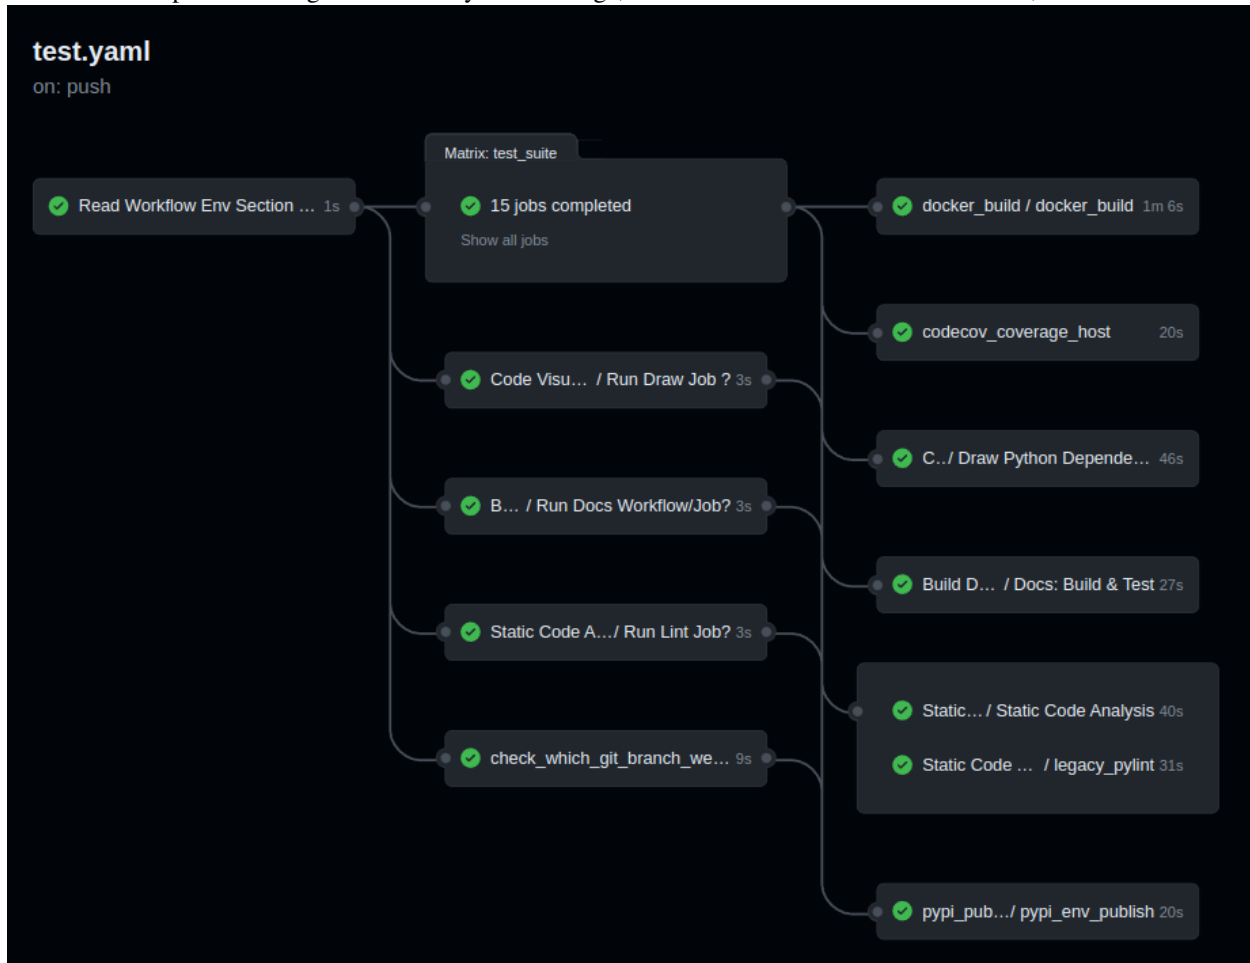 test.yaml
on: push
Matrix: test_suite
Read Workflow Env Section ... 1s
15 jobs completed
Show all jobs
docker_build / docker_build 1m 6s
codecov_coverage_host 20s
Code Visu... / Run Draw Job ? 3s
C../ Draw Python Depende... 46s
B... / Run Docs Workflow/Job? 3s
Build D... / Docs: Build & Test 27s
Static Code A.../ Run Lint Job? 3s
Static... / Static Code Analysis 40s
check_which_git_branch_we... 9s
Static Code ... / legacy_pylint 31s
pypi_pub.../ pypi_env_publish 20s